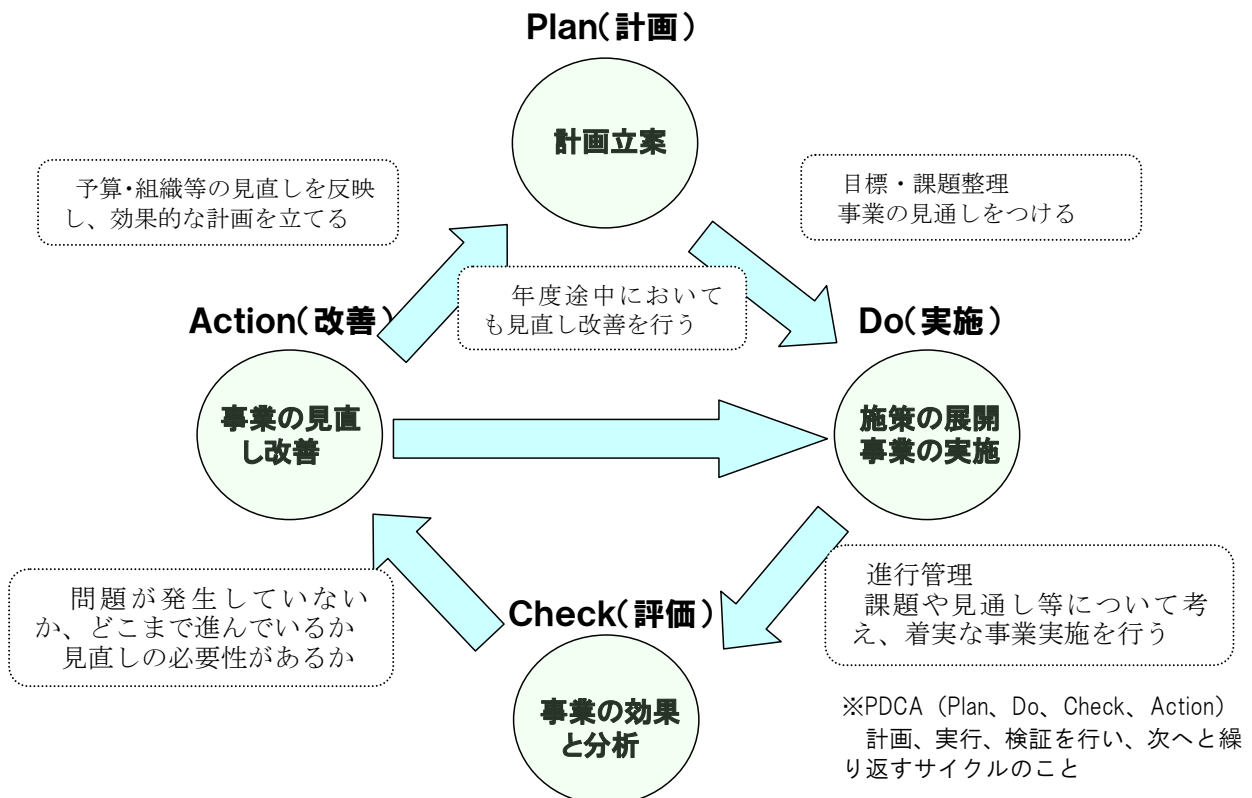 Plan(計画)
計画立案
予算・組織等の見直しを反映
し、効果的な計画を立てる
目標・課題整理
事業の見通しをつける
年度途中において
も見直し改善を行う
Action(改善)
Do(実施)
事業の見直
し改善
施策の展開
事業の実施
問題が発生していない
か、どこまで進んでいるか
見直しの必要性があるか
Check(評価)
進行管理
課題や見通し等について考
え、着実な事業実施を行う
事業の効果
と分析
※PDCA（Plan、Do、Check、Action）
計画、実行、検証を行い、次へと繰
り返すサイクルのこと